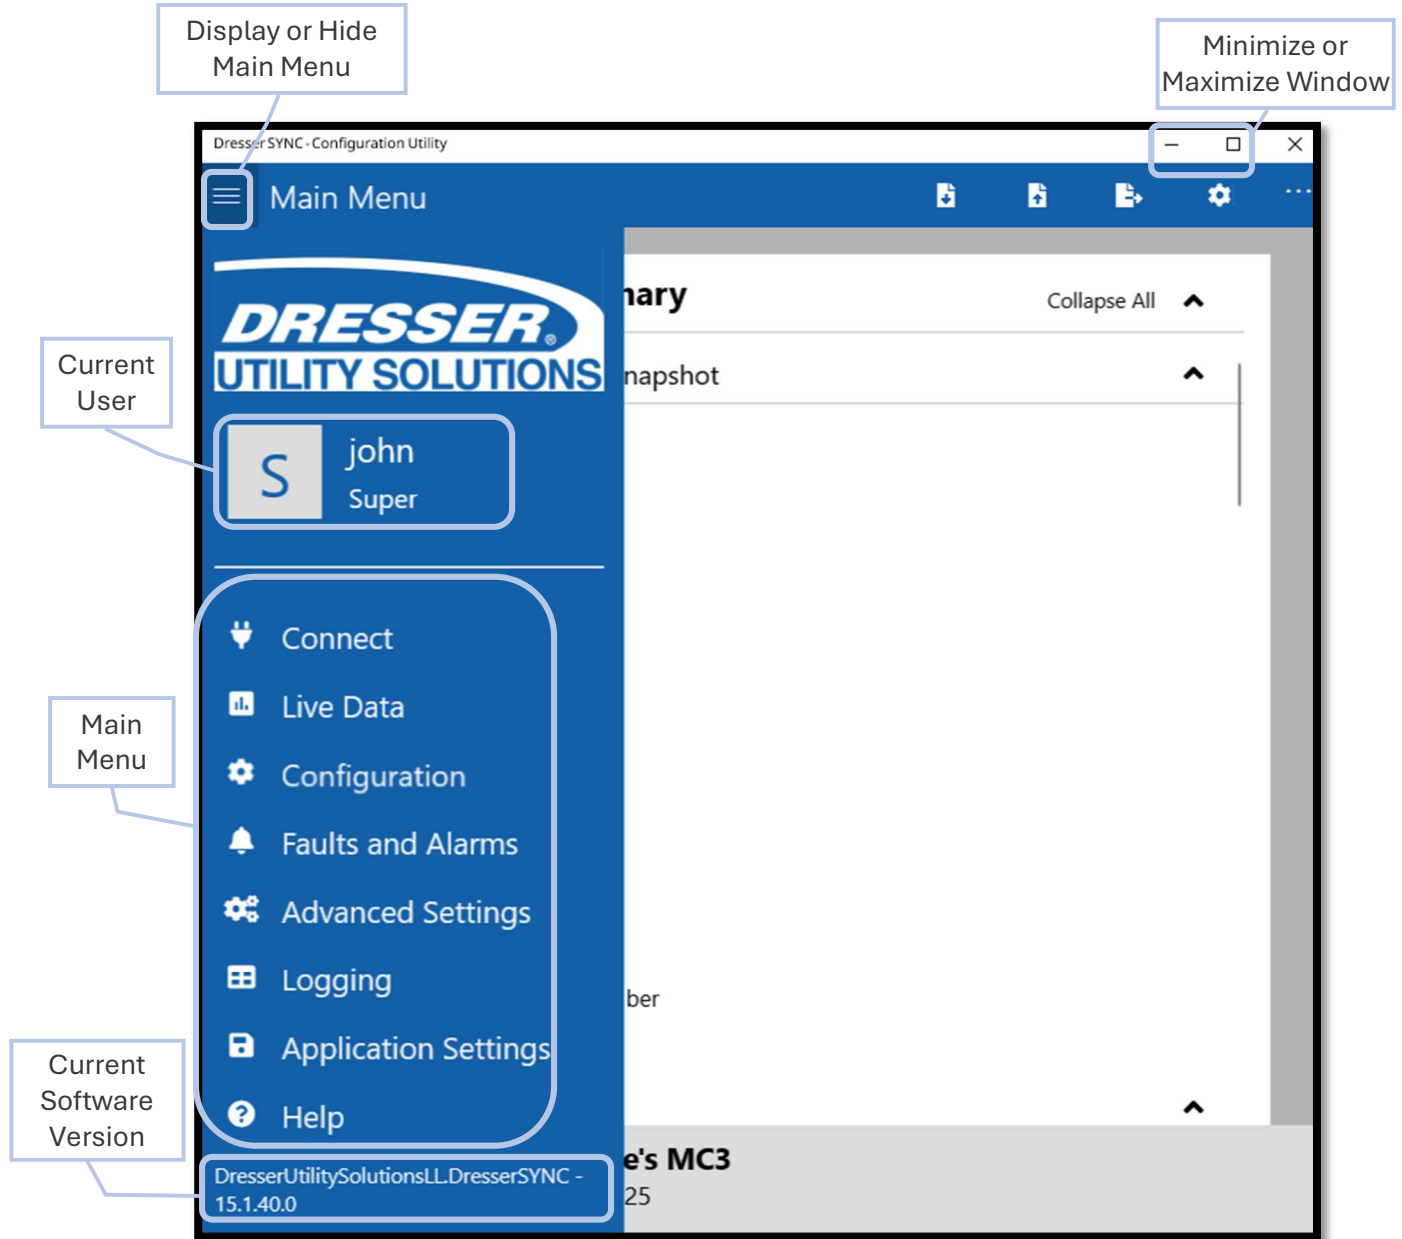 Display or Hide
Main Menu
Minimize or
Maximize Window
Dresser SYNC - Configuration Utility
Main Menu
DRESSER®
UTILITY SOLUTIONS
nary
Collapse All
napshot
Current
User
S
john
Super
Connect
Live Data
Main
Menu
Configuration
Faults and Alarms
Advanced Settings
Logging
ber
Application Settings
Current
Software
Version
Help
e's MC3
DresserUtilitySolutionsLL.DresserSYNC -
15.1.40.0
25